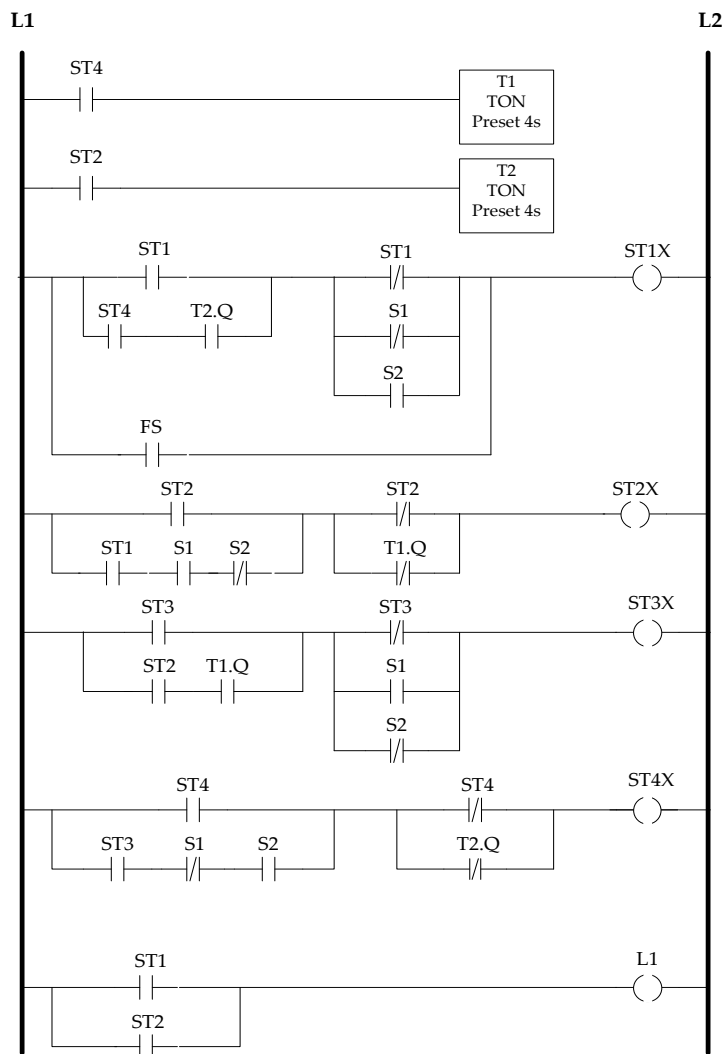 L1 L2
ST4
T1
TON
Preset 4s
ST2
T2
TON
Preset 4s
ST1 ST1 ST1X
ST4 T2.Q S1
S2
FS
ST2 ST2 ST2X
ST1 S1 S2 T1.Q
ST3 ST3 ST3X
ST2 T1.Q S1
S2
ST4 ST4 ST4X
ST3 S1 S2 T2.Q
ST1 L1
ST2